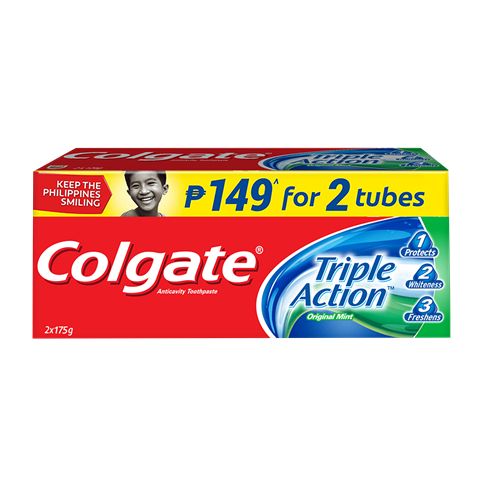 KEEP THE
PHILIPPINES
SMILING
₱149^ for 2 tubes
Colgate®
Anticavity Toothpaste
2x175g
Triple
Action™
Original Mint
1
Protects
2
Whiteness
3
Freshens